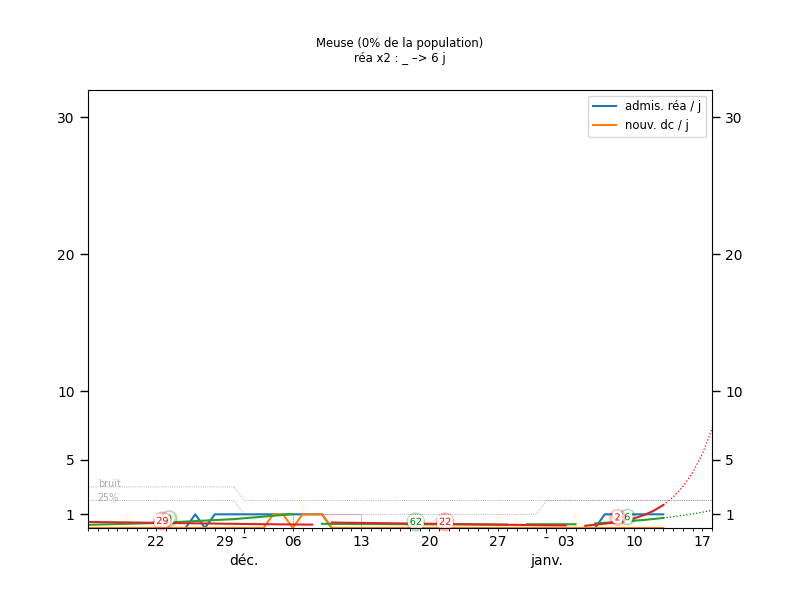 Meuse (0% de la population)
réa x2 : _ –> 6 j
admis. réa / j
nouv. dc / j
30 30
20 20
10 10
5 5
1 1
bruit
25%
29 62 22 2 6
22 29 - 06 13 20 27 - 03 10 17
déc. janv.